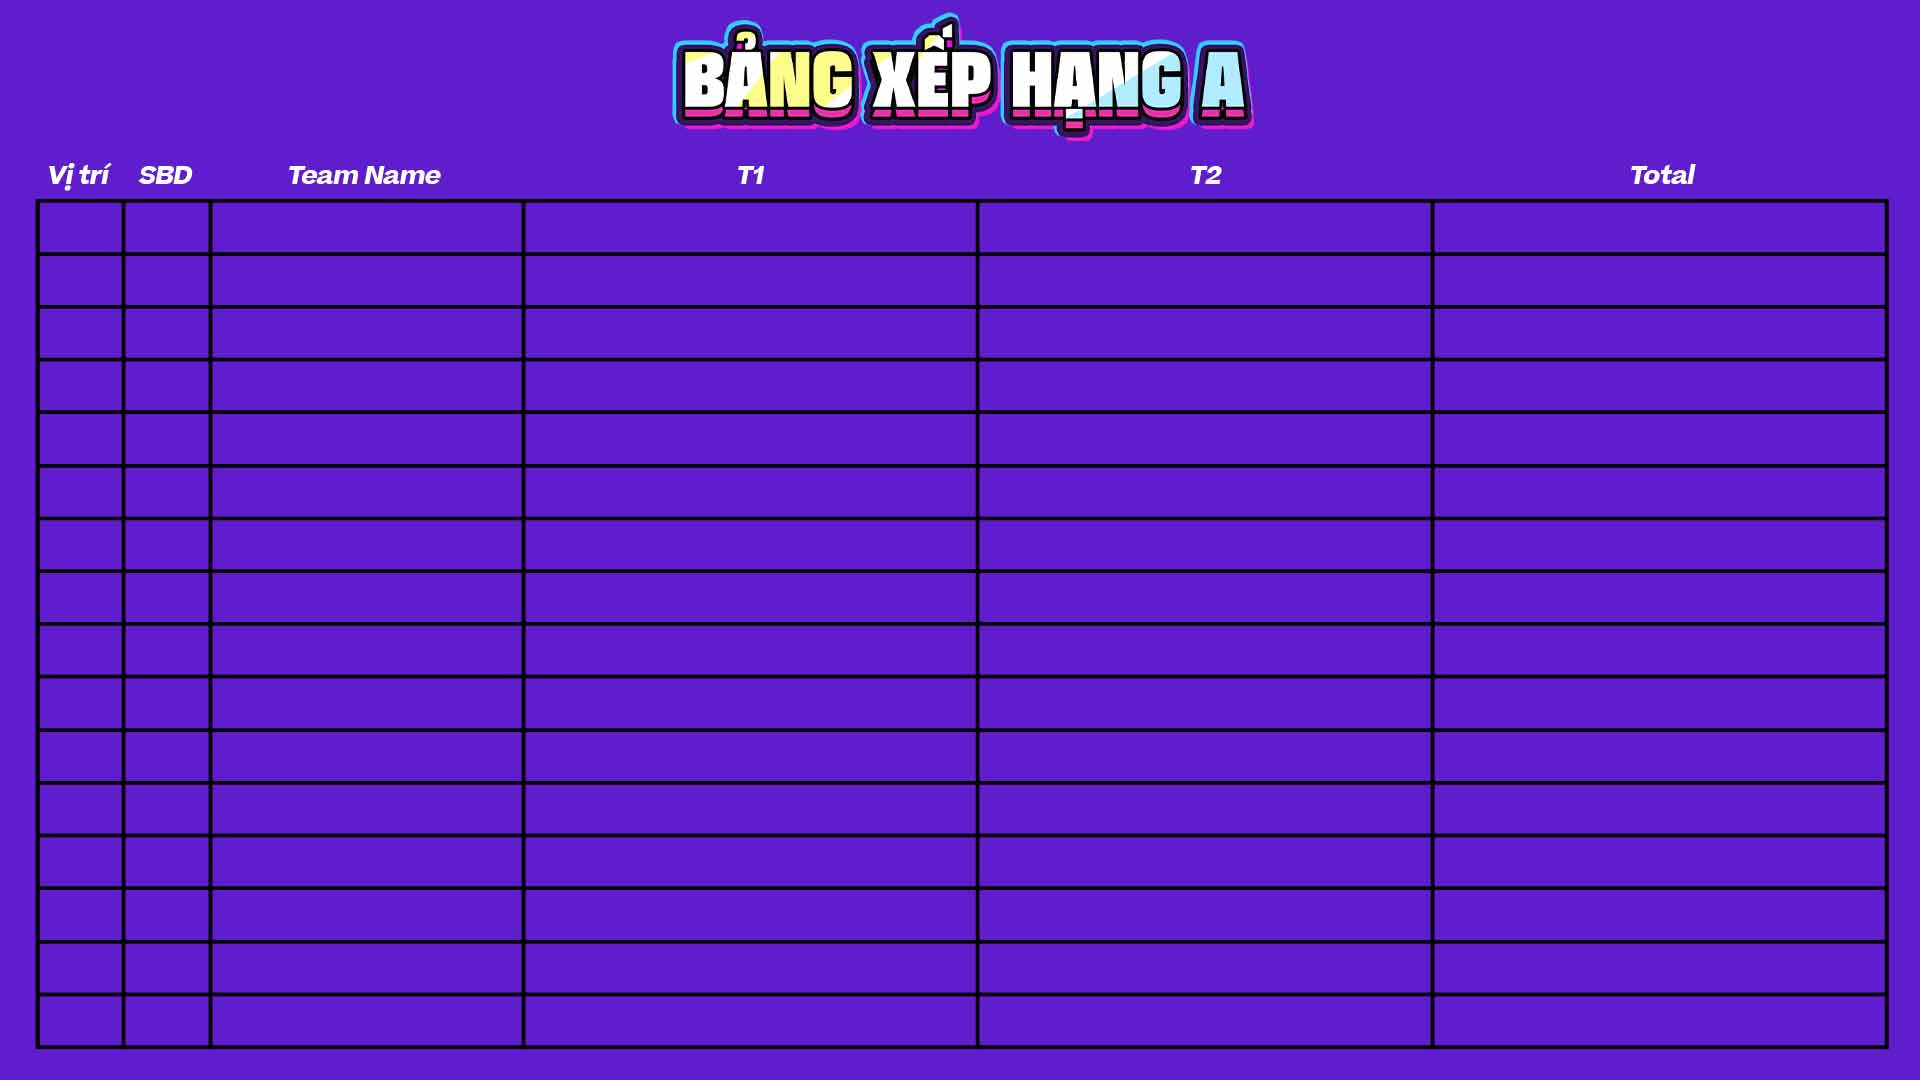 BẢNG XẾP HẠNG A
Vị trí SBD Team Name T1 T2 Total